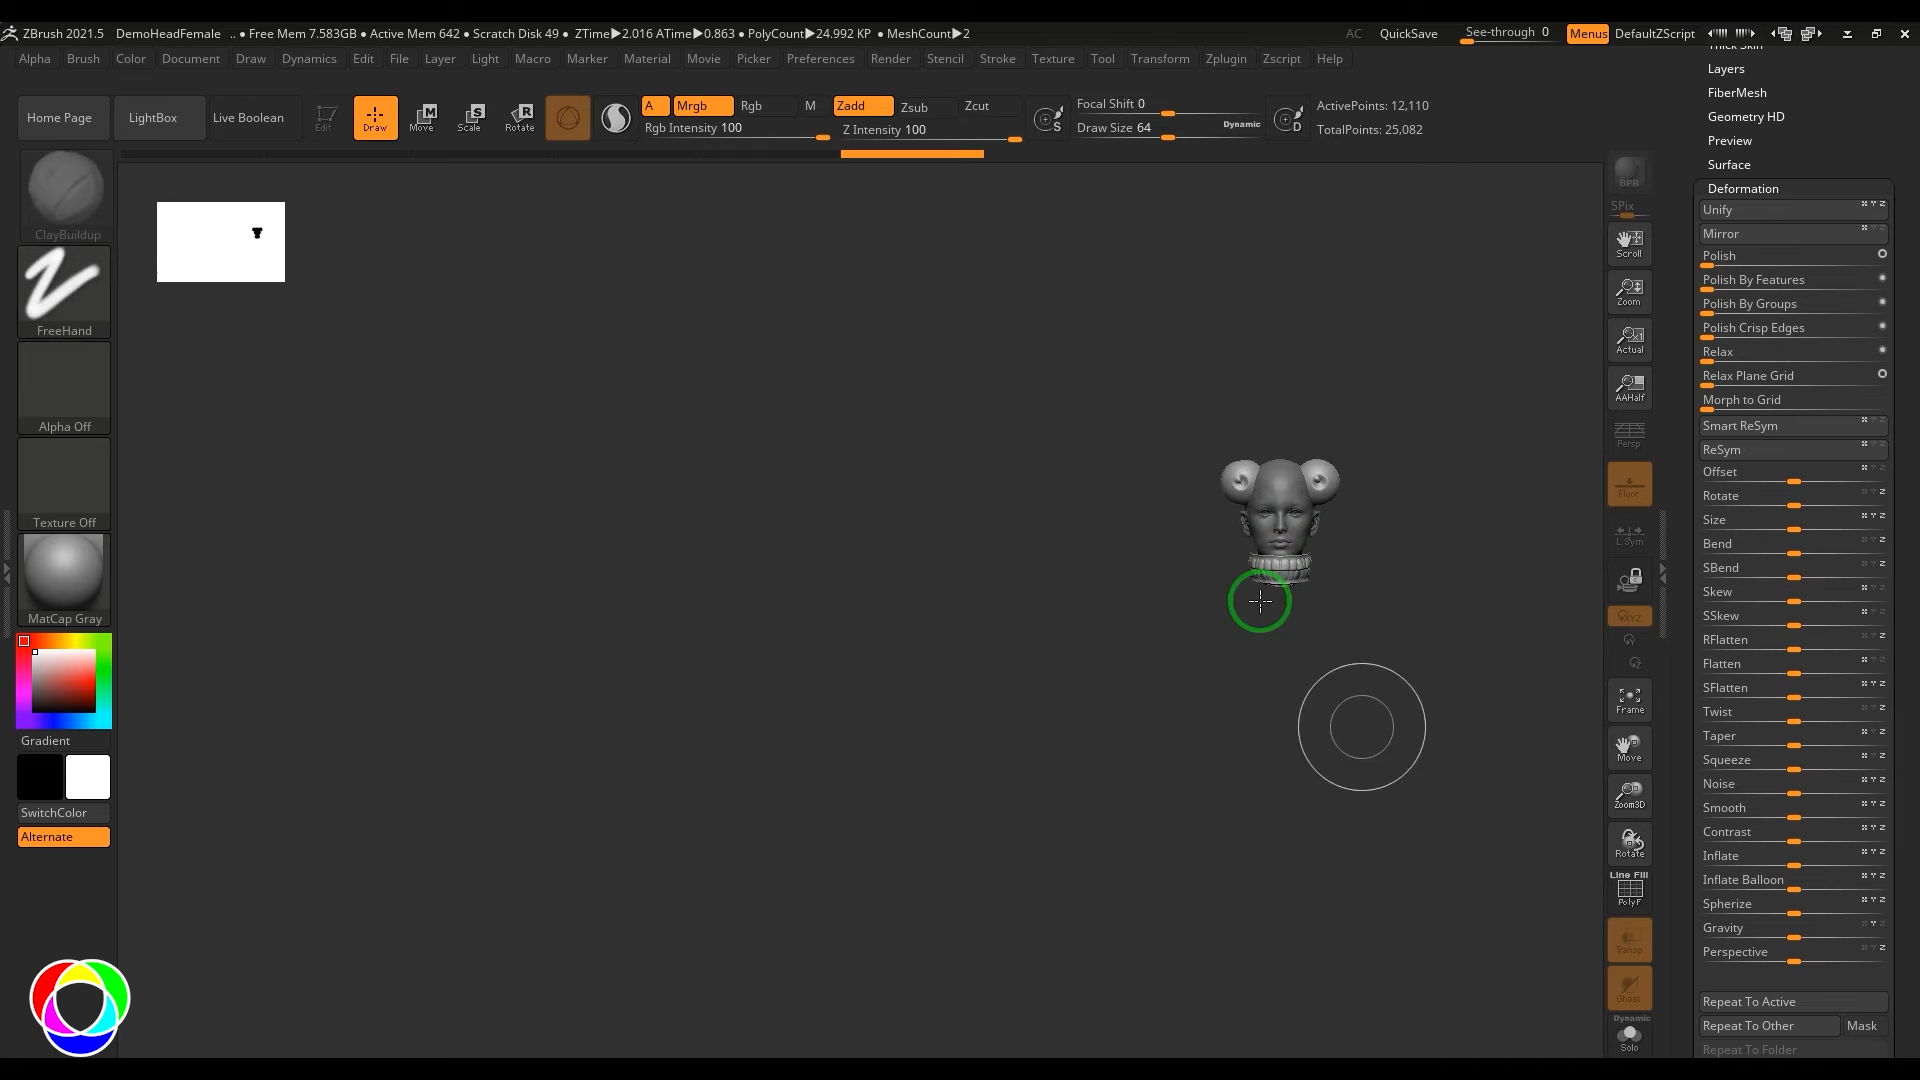 ZBrush 2021.5 DemoHeadFemale .. ● Free Mem 7.583GB ● Active Mem 642 ● Scratch Disk 49 ● ZTime▶2.016 ATime▶0.863 ● PolyCount▶24.992 KP ● MeshCount▶2 AC QuickSave See-through 0 Menus DefaultZScript
Alpha Brush Color Document Draw Dynamics Edit File Layer Light Macro Marker Material Movie Picker Preferences Render Stencil Stroke Texture Tool Transform Zplugin Zscript Help
Home Page LightBox Live Boolean Edit Draw Move Scale Rotate
A Mrgb Rgb M Zadd Zsub Zcut
Rgb Intensity 100 Z Intensity 100
S Focal Shift 0
Draw Size 64 Dynamic D
ActivePoints: 12,110
TotalPoints: 25,082
ClayBuildup
FreeHand
Alpha Off
Texture Off
MatCap Gray
Gradient
SwitchColor
Alternate
BPR
SPix
Scroll
Zoom
Actual
AAHalf
Persp
Floor
L.Sym
XYZ
Frame
Move
Zoom3D
Rotate
Line Fill
PolyF
Transp
Ghost
Dynamic
Solo
Thick Skin
Layers
FiberMesh
Geometry HD
Preview
Surface
Deformation
Unify
Mirror
Polish
Polish By Features
Polish By Groups
Polish Crisp Edges
Relax
Relax Plane Grid
Morph to Grid
Smart ReSym
ReSym
Offset
Rotate
Size
Bend
SBend
Skew
SSkew
RFlatten
Flatten
SFlatten
Twist
Taper
Squeeze
Noise
Smooth
Contrast
Inflate
Inflate Balloon
Spherize
Gravity
Perspective
Repeat To Active
Repeat To Other Mask
Repeat To Folder